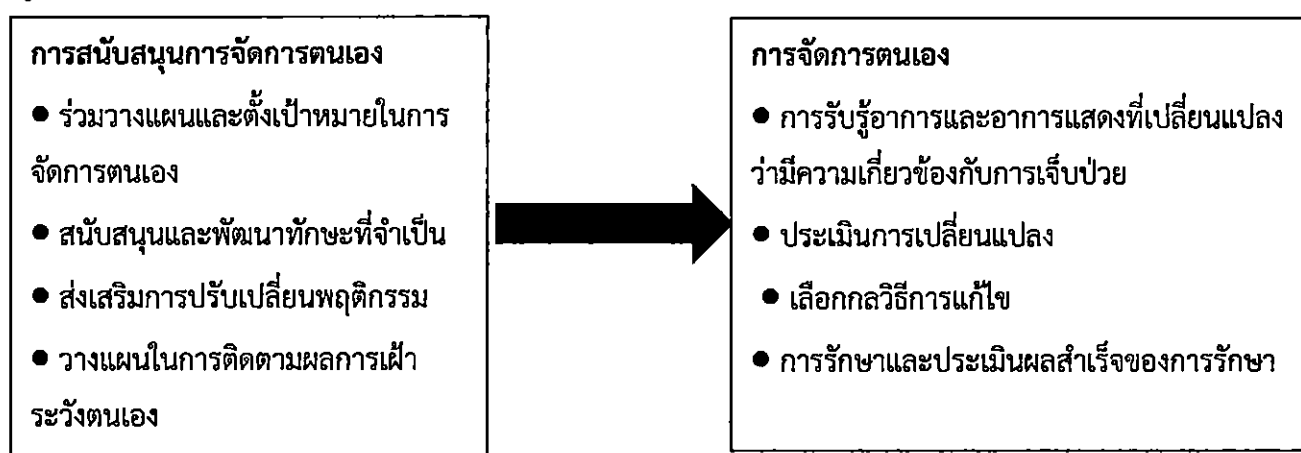 การสนับสนุนการจัดการตนเอง
● ร่วมวางแผนและตั้งเป้าหมายในการ
จัดการตนเอง
● สนับสนุนและพัฒนาทักษะที่จำเป็น
● ส่งเสริมการปรับเปลี่ยนพฤติกรรม
● วางแผนในการติดตามผลการเฝ้า
ระวังตนเอง
การจัดการตนเอง
● การรับรู้อาการและอาการแสดงที่เปลี่ยนแปลง
ว่ามีความเกี่ยวข้องกับการเจ็บป่วย
● ประเมินการเปลี่ยนแปลง
● เลือกกลวิธีการแก้ไข
● การรักษาและประเมินผลสำเร็จของการรักษา